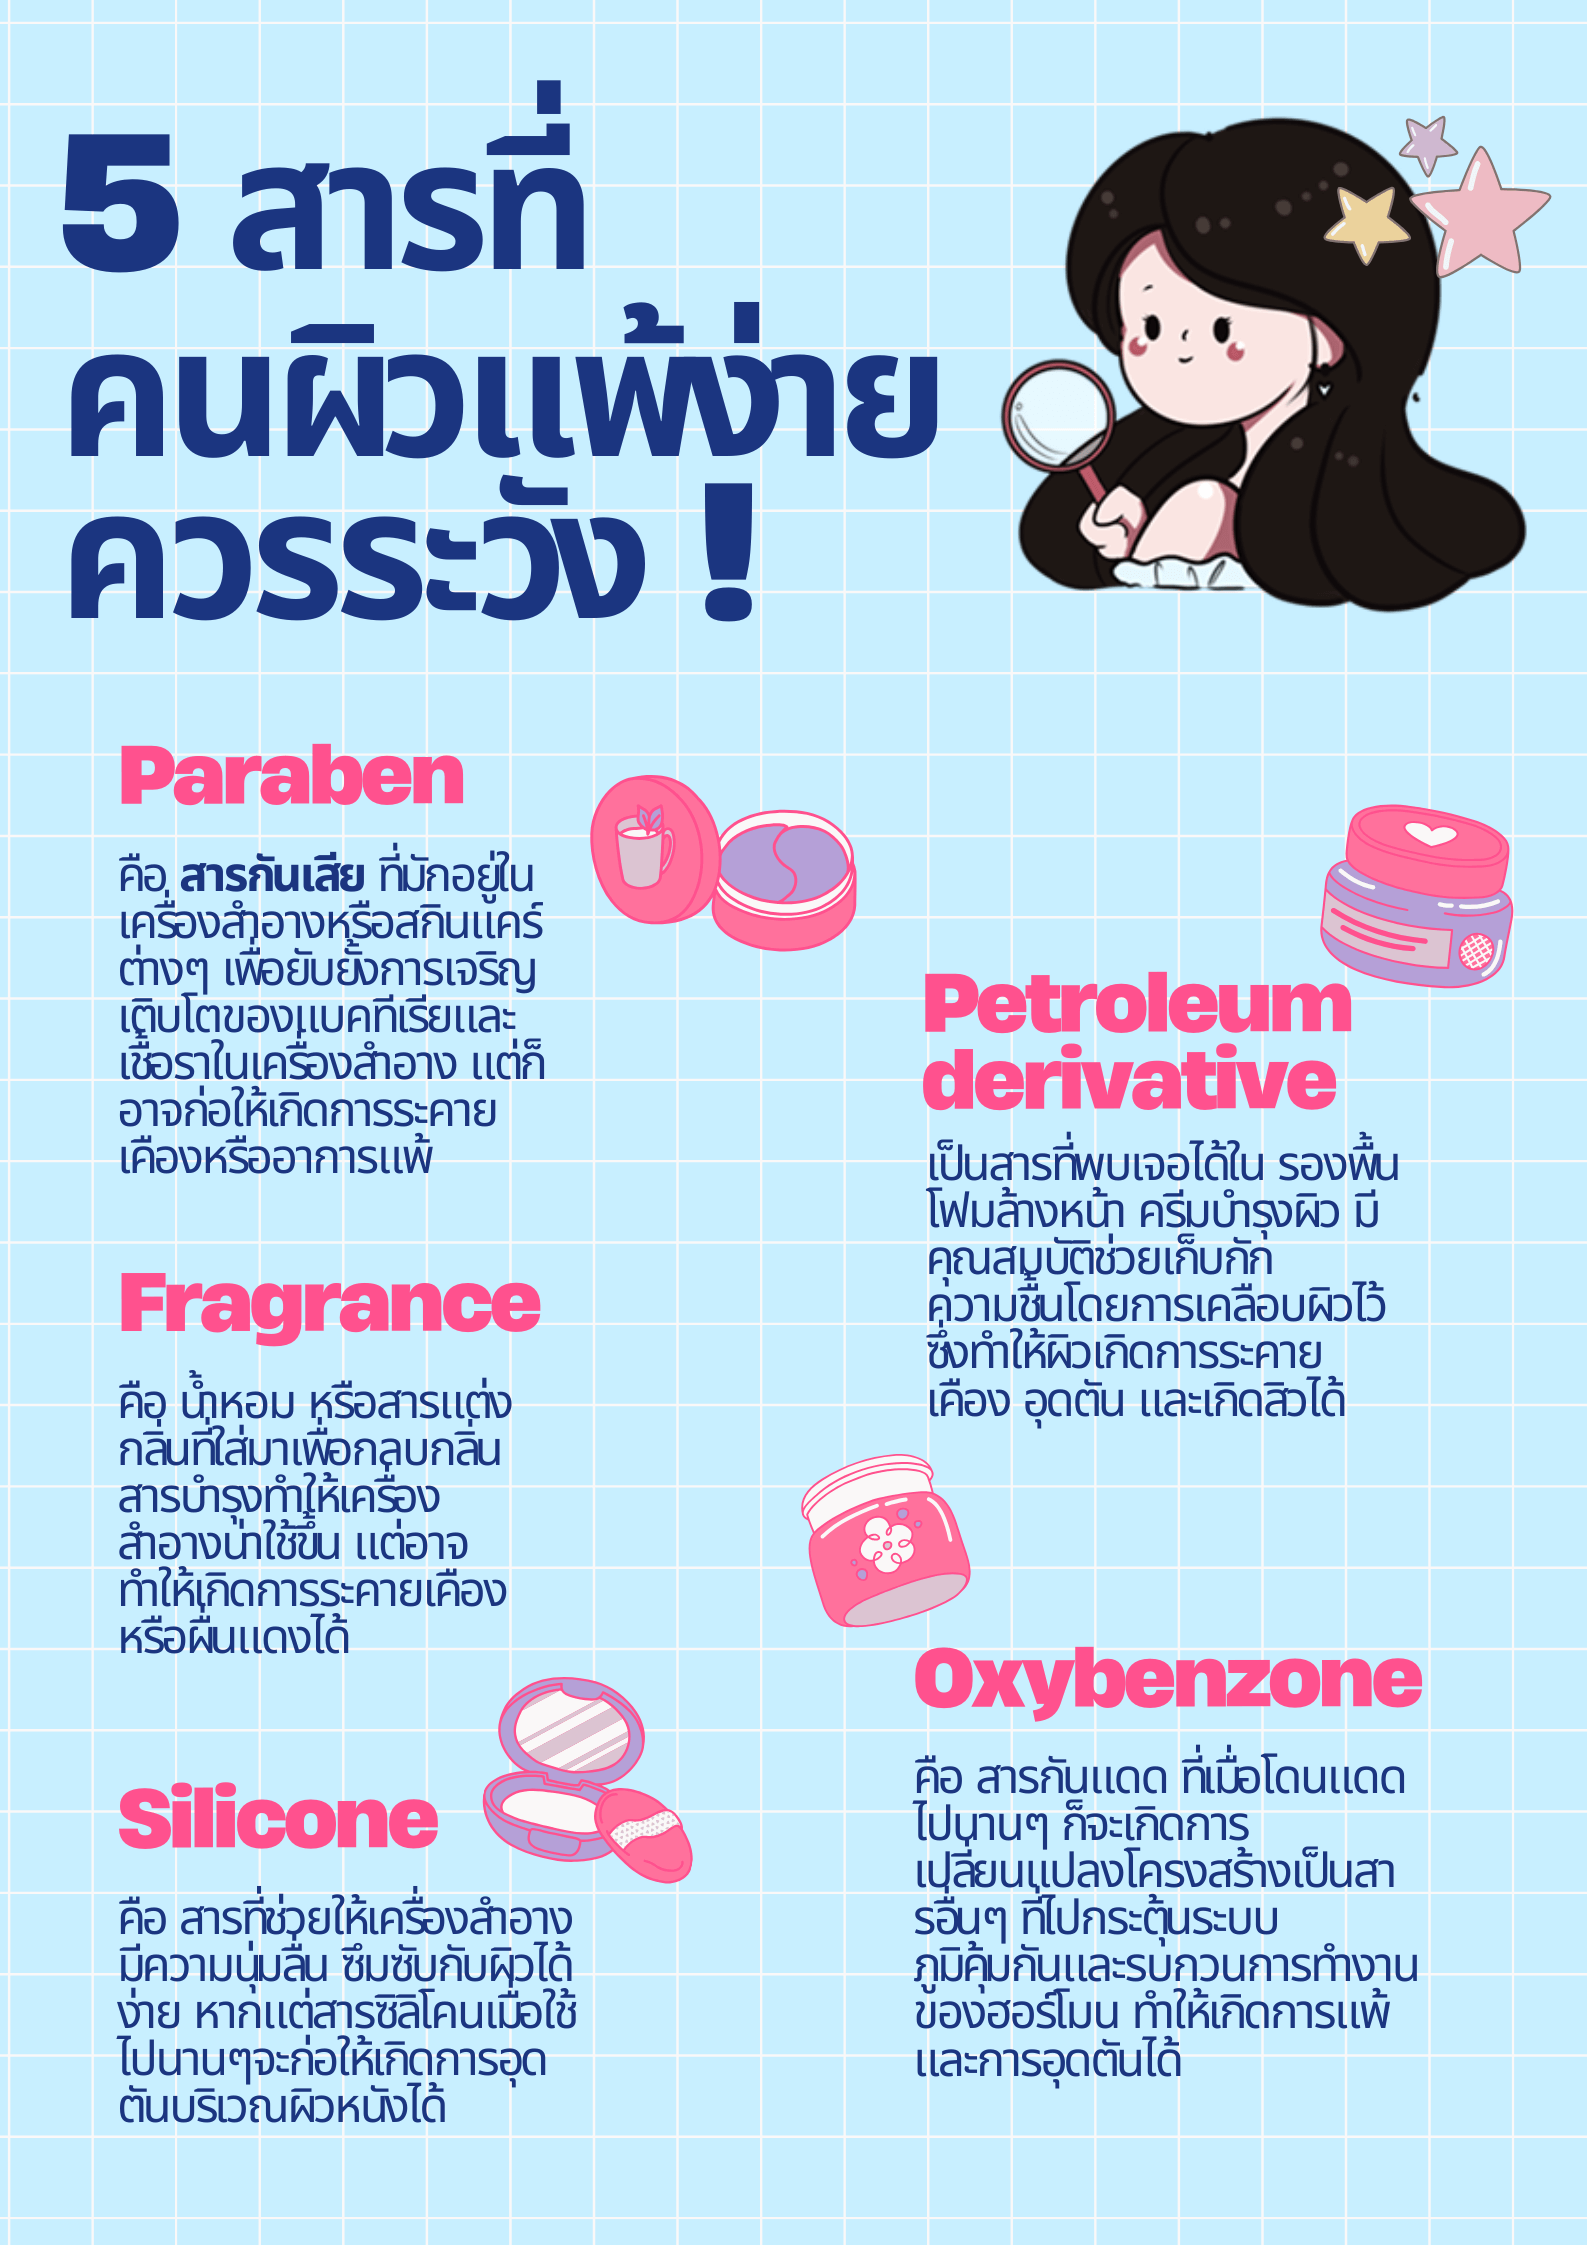 5 สารที่
คนผิวแพ้ง่าย
ควรระวัง !
Paraben
คือ สารกันเสีย ที่มักอยู่ใน
เครื่องสำอางหรือสกินแคร์
ต่างๆ เพื่อยับยั้งการเจริญ
เติบโตของแบคทีเรียและ
เชื้อราในเครื่องสำอาง แต่ก็
อาจก่อให้เกิดการระคาย
เคืองหรืออาการแพ้
Fragrance
คือ น้ำหอม หรือสารแต่ง
กลิ่นที่ใส่มาเพื่อกลบกลิ่น
สารบำรุงทำให้เครื่อง
สำอางน่าใช้ขึ้น แต่อาจ
ทำให้เกิดการระคายเคือง
หรือผื่นแดงได้
Silicone
คือ สารที่ช่วยให้เครื่องสำอาง
มีความนุ่มลื่น ซึมซับกับผิวได้
ง่าย หากแต่สารซิลิโคนเมื่อใช้
ไปนานๆจะก่อให้เกิดการอุด
ตันบริเวณผิวหนังได้
Petroleum
derivative
เป็นสารที่พบเจอได้ใน รองพื้น
โฟมล้างหน้า ครีมบำรุงผิว มี
คุณสมบัติช่วยเก็บกัก
ความชื้นโดยการเคลือบผิวไว้
ซึ่งทำให้ผิวเกิดการระคาย
เคือง อุดตัน และเกิดสิวได้
Oxybenzone
คือ สารกันแดด ที่เมื่อโดนแดด
ไปนานๆ ก็จะเกิดการ
เปลี่ยนแปลงโครงสร้างเป็นสา
รอื่นๆ ที่ไปกระตุ้นระบบ
ภูมิคุ้มกันและรบกวนการทำงาน
ของฮอร์โมน ทำให้เกิดการแพ้
และการอุดตันได้